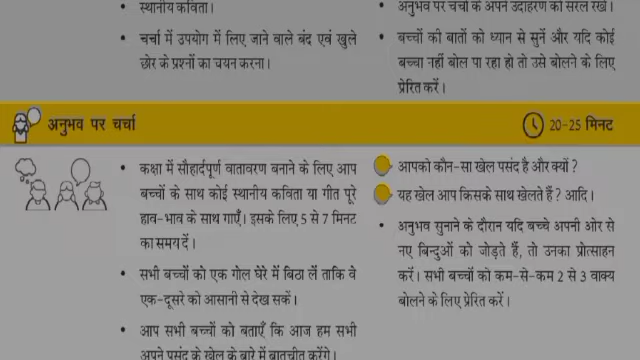 स्थानीय कविता।
• चर्चा में उपयोग में लिए जाने वाले बंद एवं खुले
छोर के प्रश्नों का चयन करना।
अनुभव पर चर्चा के अपने उदाहरण को सरल रखें।
• बच्चों की बातों को ध्यान से सुनें और यदि कोई
बच्चा नहीं बोल पा रहा हो तो उसे बोलने के लिए
प्रेरित करें।
अनुभव पर चर्चा
20-25 मिनट
• कक्षा में सौहार्दपूर्ण वातावरण बनाने के लिए आप
बच्चों के साथ कोई स्थानीय कविता या गीत पूरे
हाव-भाव के साथ गाएँ। इसके लिए 5 से 7 मिनट
का समय दें।
• सभी बच्चों को एक गोल घेरे में बिठा लें ताकि वे
एक-दूसरे को आसानी से देख सकें।
• आप सभी बच्चों को बताएँ कि आज हम सभी
अपने पसंद के खेल के बारे में बातचीत करेंगे।
आपको कौन-सा खेल पसंद है और क्यों ?
यह खेल आप किसके साथ खेलते हैं ? आदि।
• अनुभव सुनाने के दौरान यदि बच्चे अपनी ओर से
नए बिन्दुओं को जोड़ते हैं, तो उनका प्रोत्साहन
करें। सभी बच्चों को कम-से-कम 2 से 3 वाक्य
बोलने के लिए प्रेरित करें।